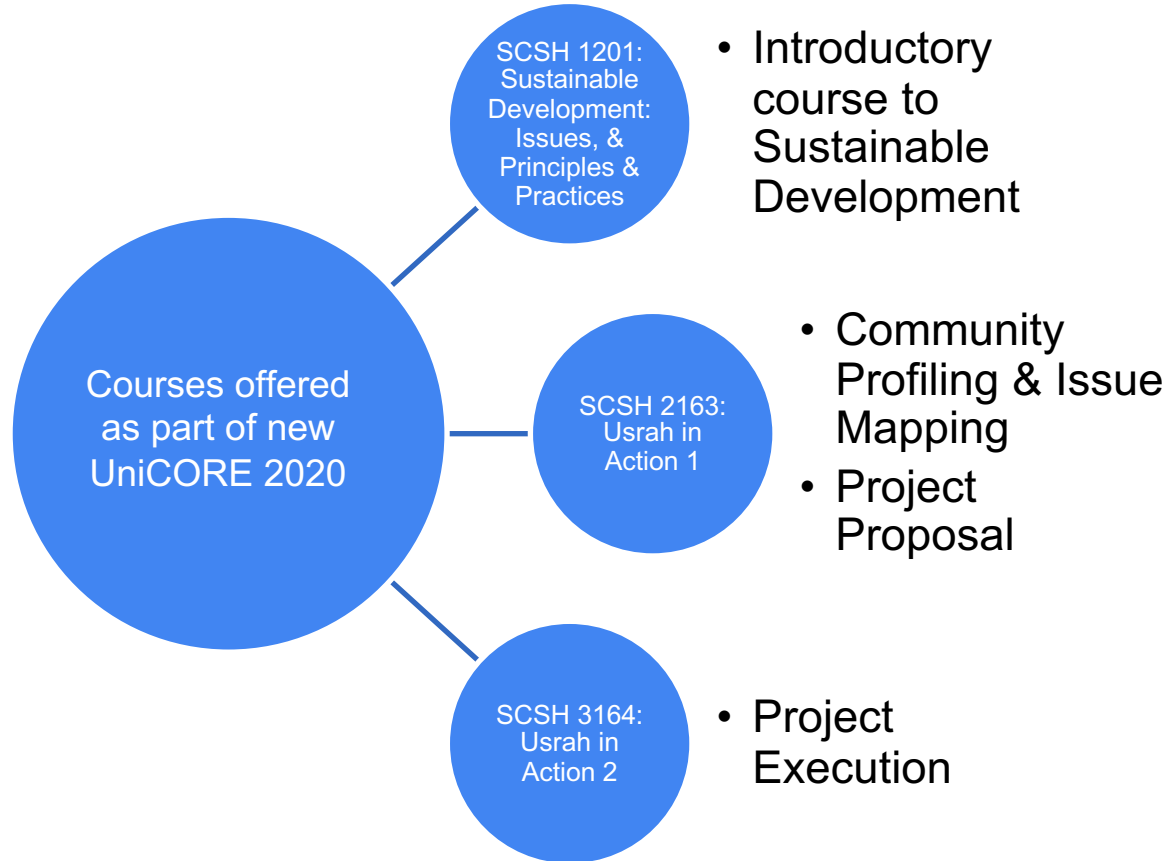 SCSH 1201:
Sustainable
Development:
Issues, &
Principles &
Practices
• Introductory
course to
Sustainable
Development
Courses offered
as part of new
UniCORE 2020
SCSH 2163:
Usrah in
Action 1
• Community
Profiling & Issue
Mapping
• Project
Proposal
SCSH 3164:
Usrah in
Action 2
• Project
Execution